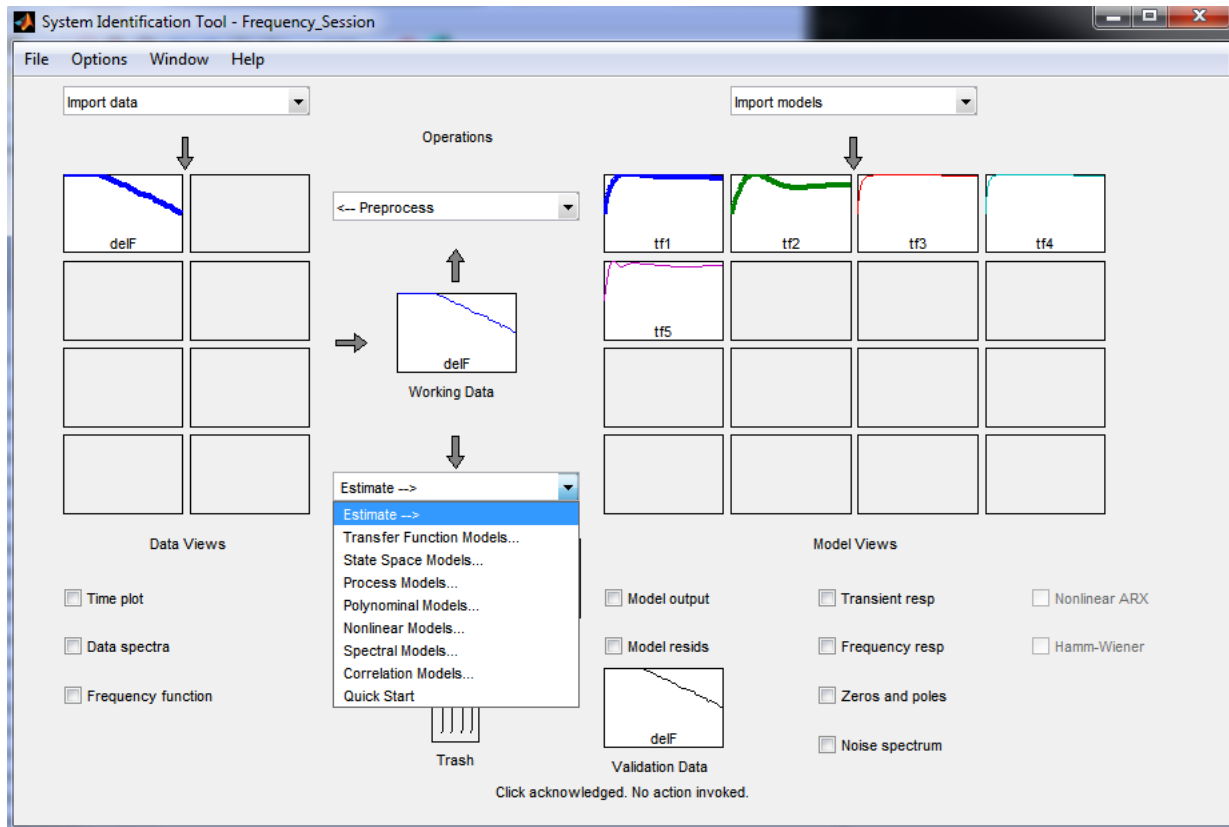 System Identification Tool - Frequency_Session
File Options Window Help
Import data
Import models
Operations
<-- Preprocess
delF
tf1
tf2
tf3
tf4
tf5
delF
Working Data
Estimate -->
Estimate -->
Transfer Function Models...
State Space Models...
Process Models...
Polynominal Models...
Nonlinear Models...
Spectral Models...
Correlation Models...
Quick Start
Data Views
Model Views
Time plot
Data spectra
Frequency function
Model output
Transient resp
Nonlinear ARX
Model resids
Frequency resp
Hamm-Wiener
Zeros and poles
Noise spectrum
delF
Trash
Validation Data
Click acknowledged. No action invoked.